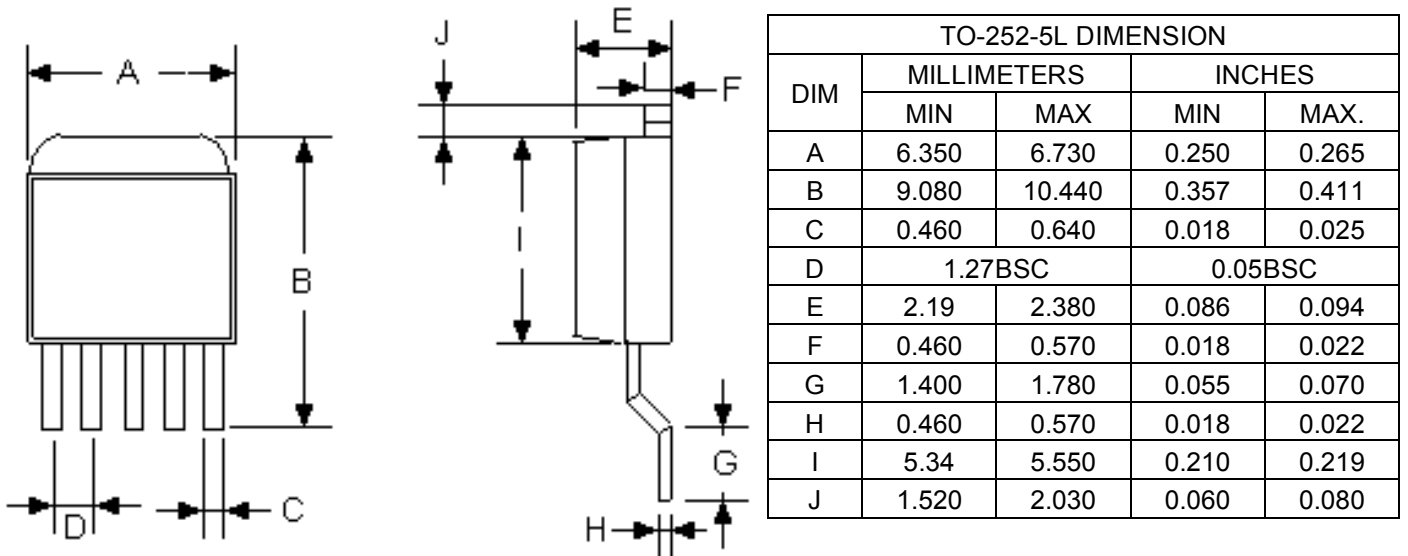 A
B
D
C
J
E
F
I
G
H
TO-252-5L DIMENSION
DIM MILLIMETERS INCHES
MIN MAX MIN MAX.
A 6.350 6.730 0.250 0.265
B 9.080 10.440 0.357 0.411
C 0.460 0.640 0.018 0.025
D 1.27BSC 0.05BSC
E 2.19 2.380 0.086 0.094
F 0.460 0.570 0.018 0.022
G 1.400 1.780 0.055 0.070
H 0.460 0.570 0.018 0.022
I 5.34 5.550 0.210 0.219
J 1.520 2.030 0.060 0.080